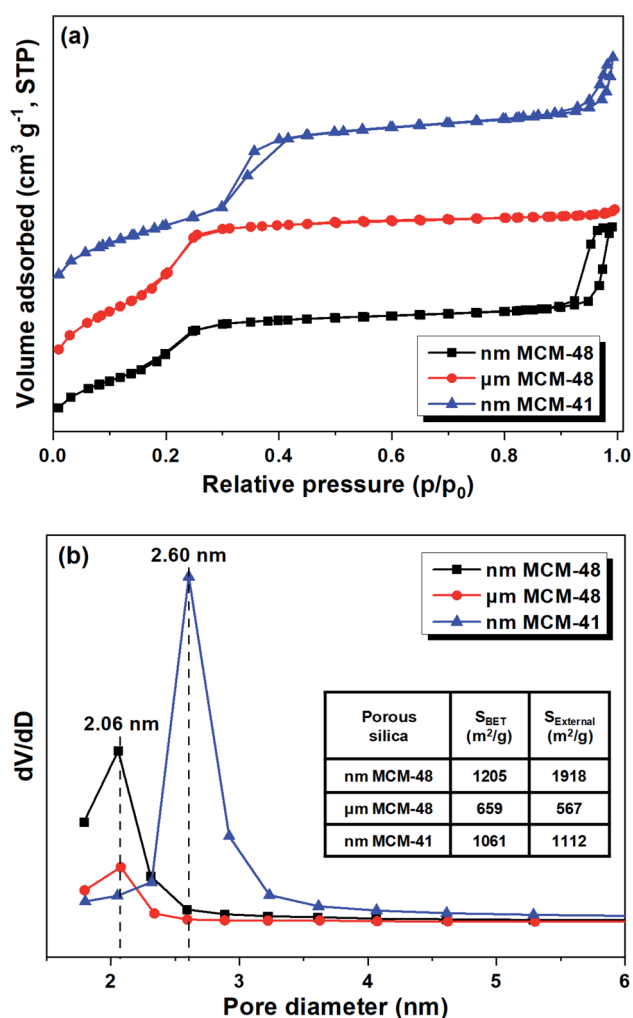 (a)
Volume adsorbed (cm³ g⁻¹, STP)
nm MCM-48
μm MCM-48
nm MCM-41
0.0 0.2 0.4 0.6 0.8 1.0
Relative pressure (p/p₀)
(b)
2.60 nm
2.06 nm
nm MCM-48
μm MCM-48
nm MCM-41
dV/dD
Porous silica S_BET (m²/g) S_External (m²/g)
nm MCM-48 1205 1918
μm MCM-48 659 567
nm MCM-41 1061 1112
2 3 4 5 6
Pore diameter (nm)